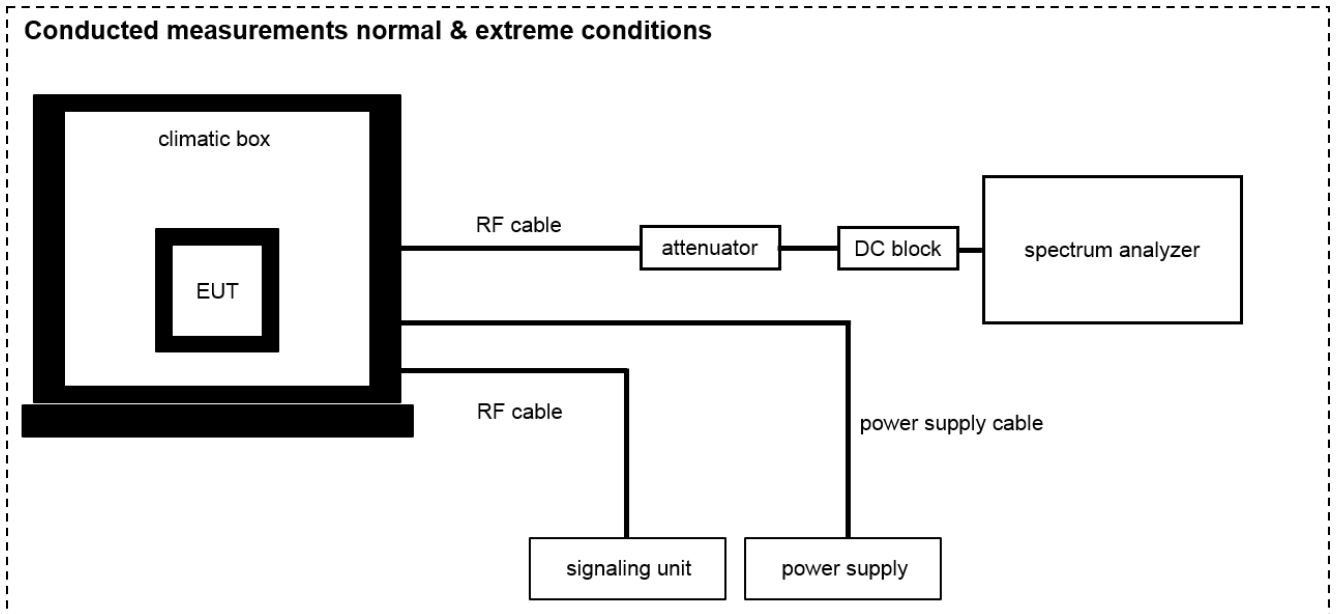 Conducted measurements normal & extreme conditions
climatic box
EUT
RF cable
attenuator
DC block
spectrum analyzer
RF cable
power supply cable
signaling unit
power supply